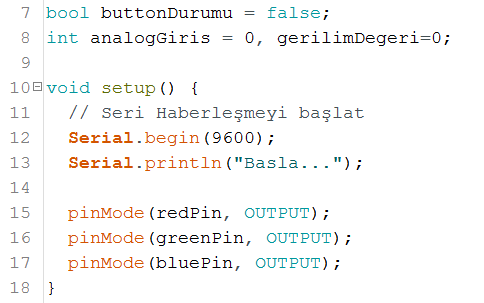 7 bool buttonDurumu = false;
8 int analogGiris = 0, gerilimDegeri=0;
9
10 void setup() {
11 // Seri Haberleşmeyi başlat
12 Serial.begin(9600);
13 Serial.println("Basla...");
14
15 pinMode(redPin, OUTPUT);
16 pinMode(greenPin, OUTPUT);
17 pinMode(bluePin, OUTPUT);
18 }